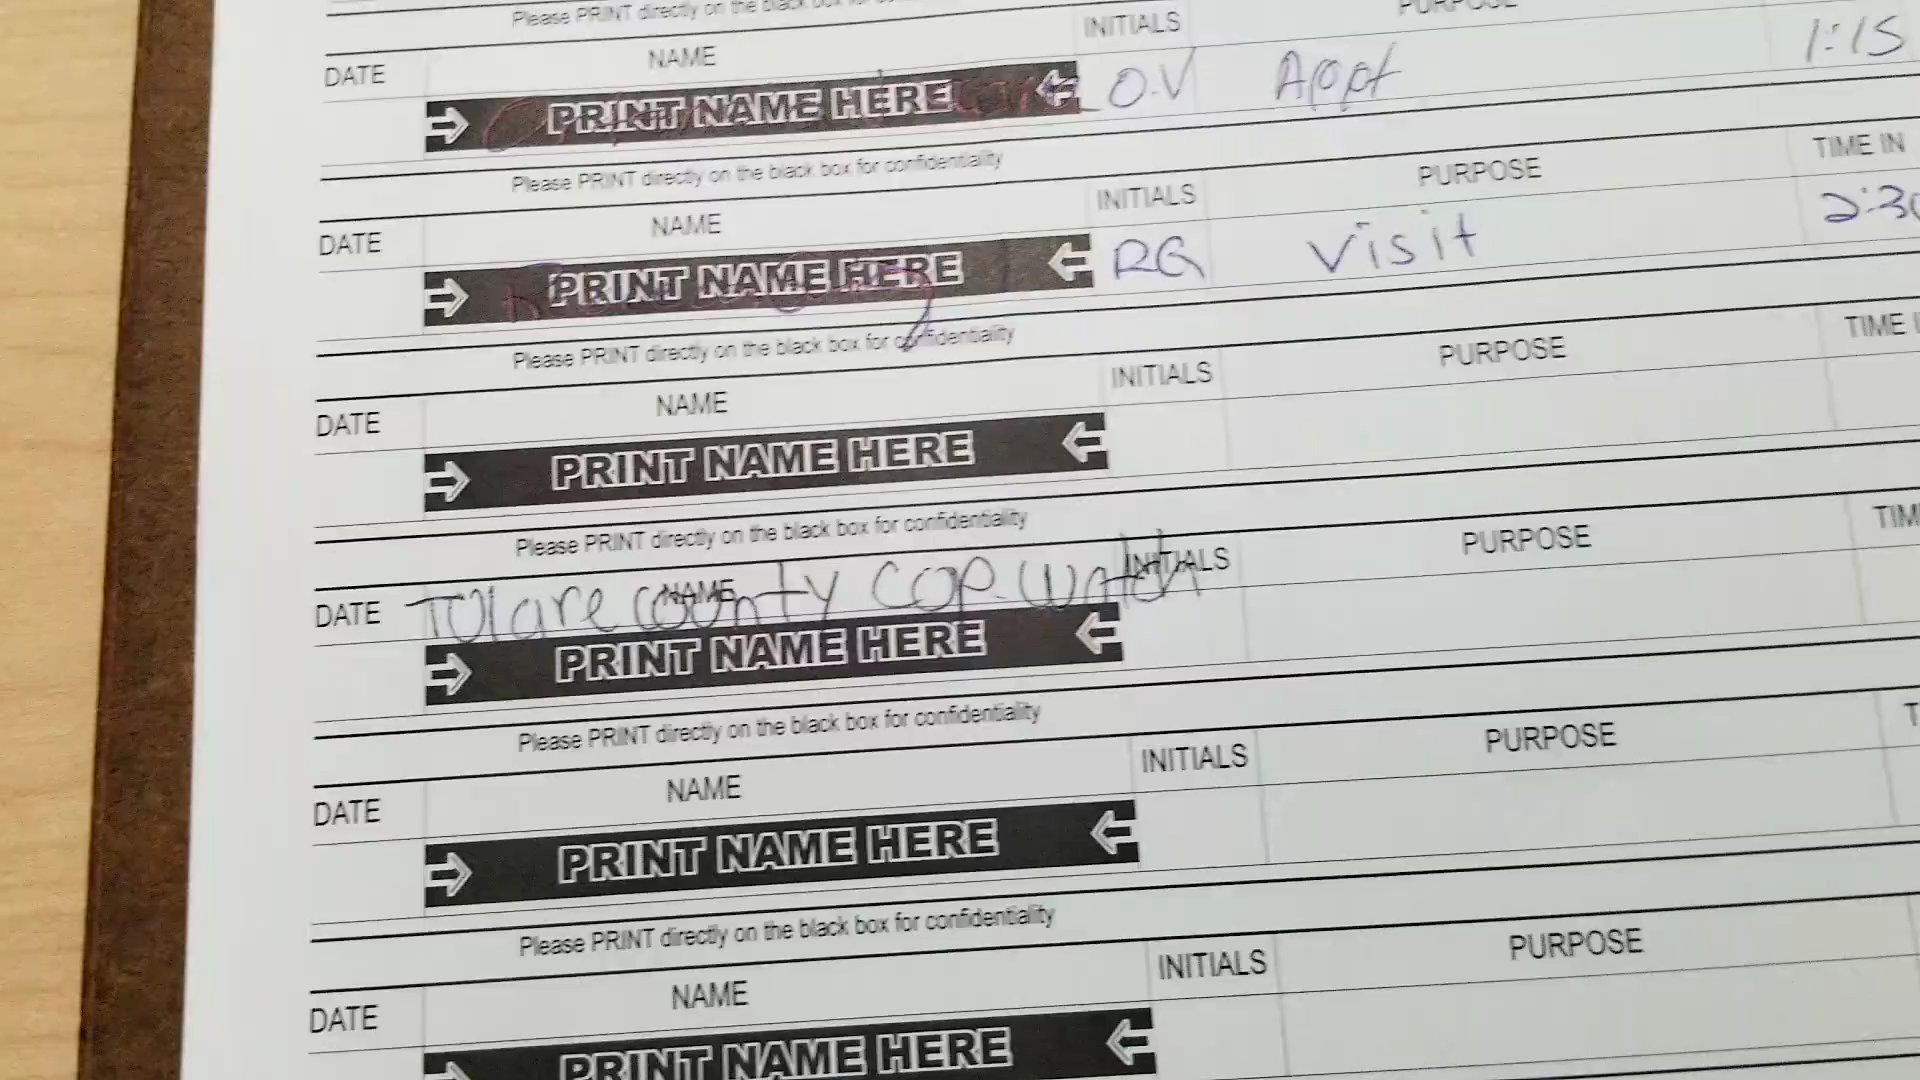 Please PRINT directly on the black box for
DATE NAME INITIALS PURPOSE
PRINT NAME HERE O.V Appt 1:15
Please PRINT directly on the black box for confidentiality
DATE NAME INITIALS PURPOSE TIME IN
PRINT NAME HERE RG Visit 2:30
Please PRINT directly on the black box for confidentiality
DATE NAME INITIALS PURPOSE TIME
PRINT NAME HERE
Please PRINT directly on the black box for confidentiality
DATE NAME INITIALS PURPOSE TIM
Tulare county COP-Watch
PRINT NAME HERE
Please PRINT directly on the black box for confidentiality
DATE NAME INITIALS PURPOSE T
PRINT NAME HERE
Please PRINT directly on the black box for confidentiality
DATE NAME INITIALS PURPOSE
PRINT NAME HERE